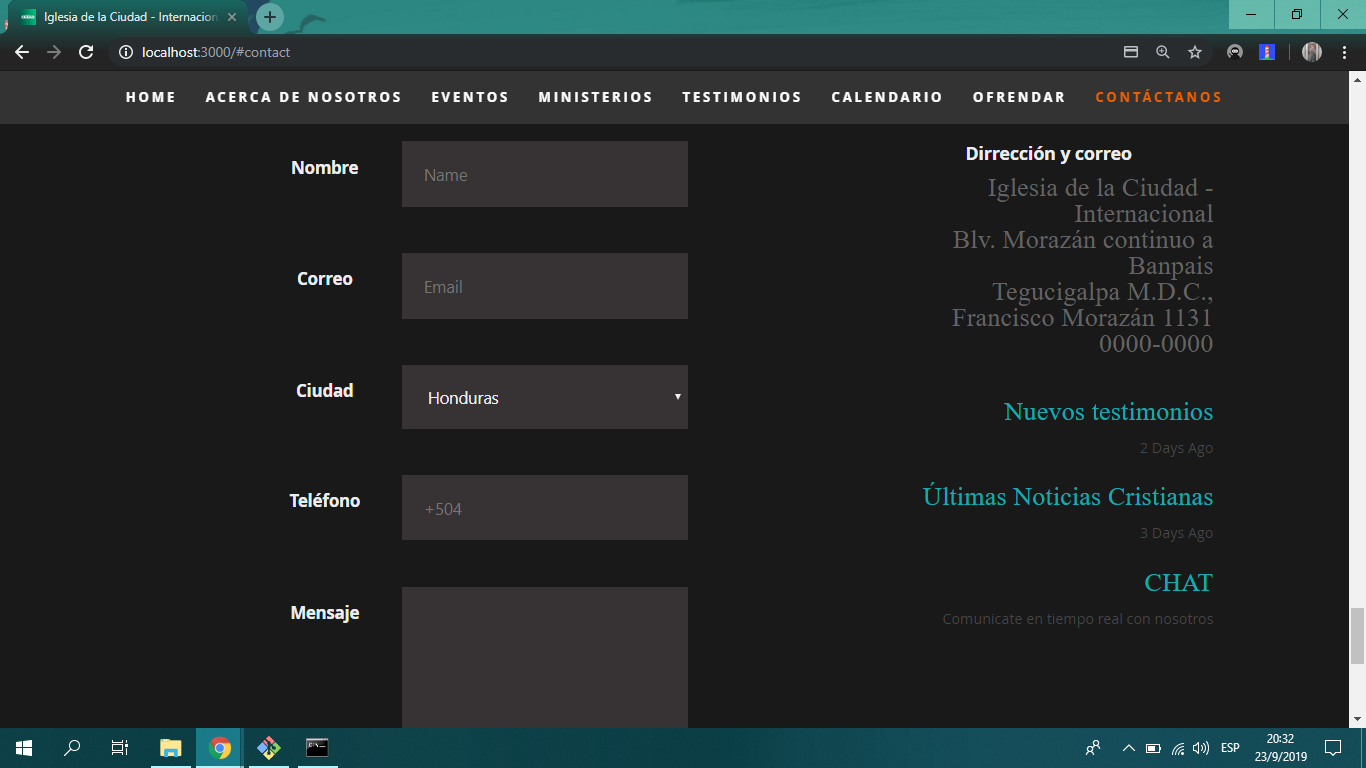 Iglesia de la Ciudad - Internacion
localhost:3000/#contact
HOME ACERCA DE NOSOTROS EVENTOS MINISTERIOS TESTIMONIOS CALENDARIO OFRENDAR CONTÁCTANOS
Nombre
Name
Correo
Email
Ciudad
Honduras
Teléfono
+504
Mensaje
Dirrección y correo
Iglesia de la Ciudad -
Internacional
Blv. Morazán continuo a
Banpais
Tegucigalpa M.D.C.,
Francisco Morazán 1131
0000-0000
Nuevos testimonios
2 Days Ago
Últimas Noticias Cristianas
3 Days Ago
CHAT
Comunicate en tiempo real con nosotros
ESP
20:32
23/9/2019